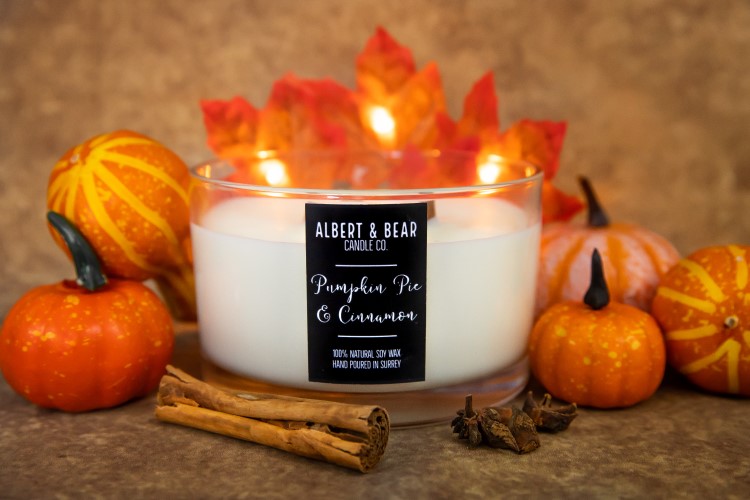 ALBERT & BEAR
CANDLE CO.
Pumpkin Pie
& Cinnamon
100% NATURAL SOY WAX
HAND POURED IN SURREY